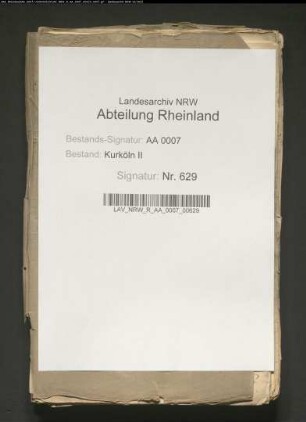 Landesarchiv NRW
Abteilung Rheinland
Bestands-Signatur: AA 0007
Bestand: Kurköln II
Signatur: Nr. 629
LAV_NRW_R_AA_0007_00629